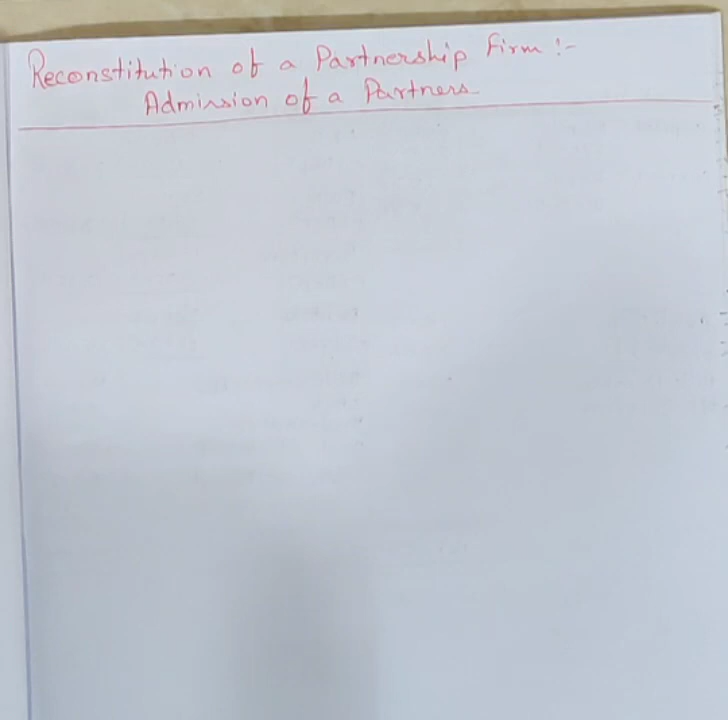 Reconstitution of a Partnership Firm :-
Admission of a Partners